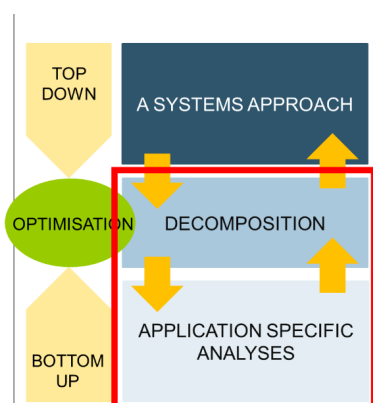 TOP
DOWN
A SYSTEMS APPROACH
OPTIMISATION
DECOMPOSITION
APPLICATION SPECIFIC
ANALYSES
BOTTOM
UP